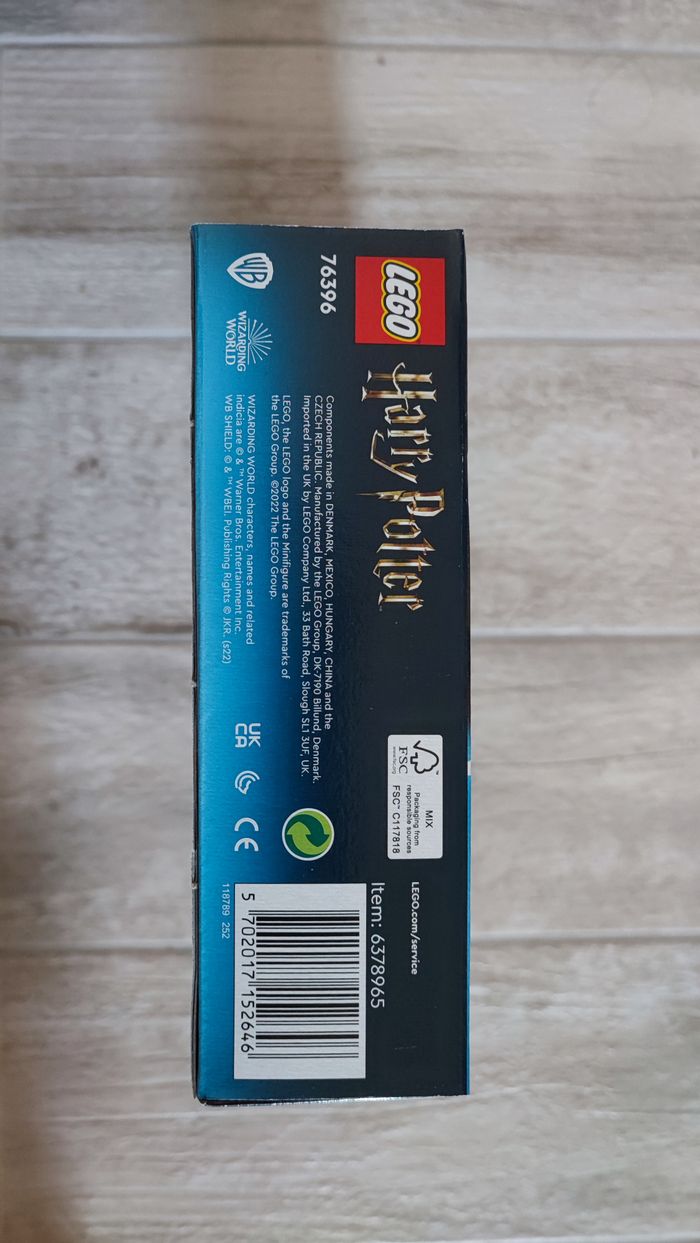 LEGO
Harry Potter™
76396
Components made in DENMARK, MEXICO, HUNGARY, CHINA and the
CZECH REPUBLIC. Manufactured by the LEGO Group, DK-7190 Billund, Denmark.
Imported in the UK by LEGO Company Ltd., 33 Bath Road, Slough SL1 3UF, UK.
LEGO, the LEGO logo and the Minifigure are trademarks of
the LEGO Group. ©2022 The LEGO Group.
WB
WIZARDING
WORLD
WIZARDING WORLD characters, names and related
indicia are © & ™ Warner Bros. Entertainment Inc.
WB SHIELD: © & ™ WBEI. Publishing Rights © JKR. (s22)
FSC
www.fsc.org
MIX
Packaging from
responsible sources
FSC™ C117818
UK
CA
CE
LEGO.com/service
Item: 6378965
5 702017 152646
118789 252